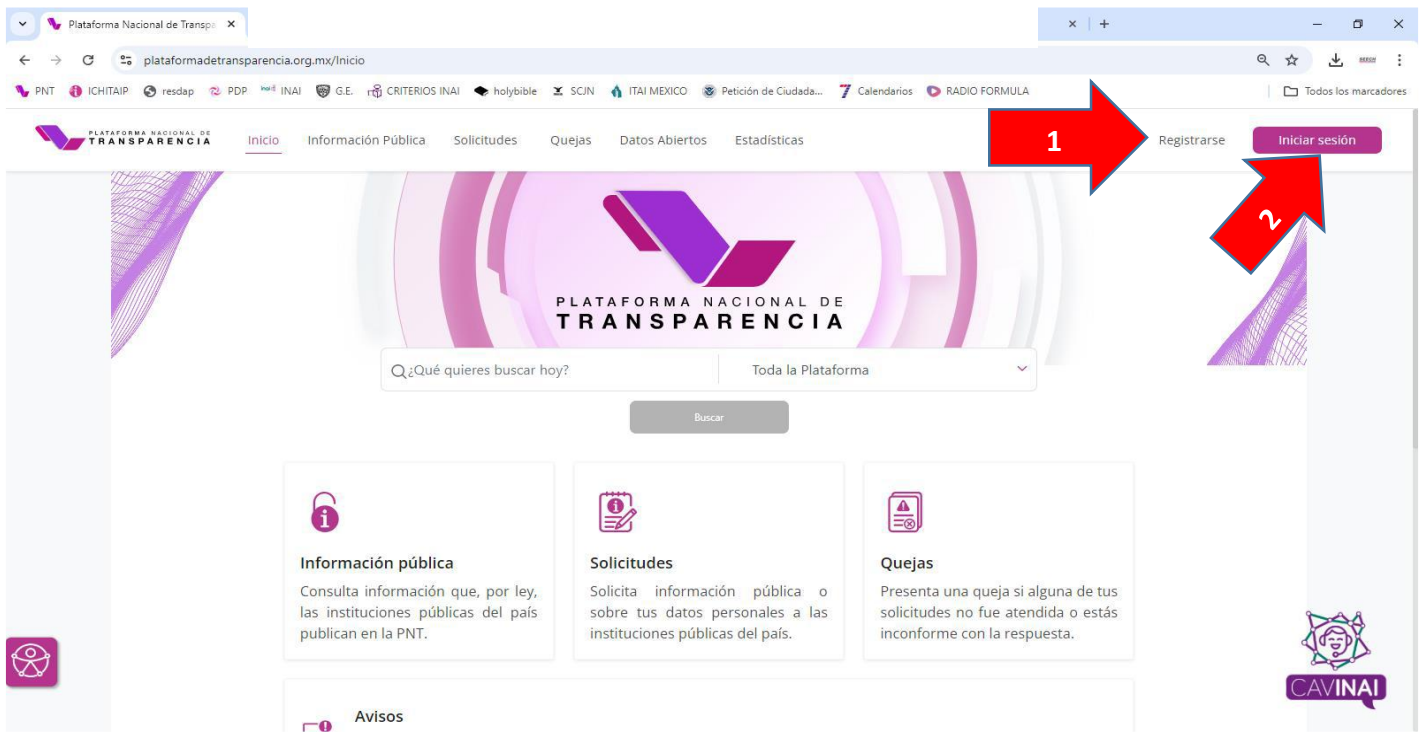 Plataforma Nacional de Transpa
plataformadetransparencia.org.mx/Inicio
PNT ICHITAIP resdap PDP inai INAI G.E. CRITERIOS INAI holybible SCJN ITAI MEXICO Petición de Ciudada... Calendarios RADIO FORMULA Todos los marcadores
PLATAFORMA NACIONAL DE
TRANSPARENCIA
Inicio Información Pública Solicitudes Quejas Datos Abiertos Estadísticas 1 Registrarse Iniciar sesión
2
PLATAFORMA NACIONAL DE
TRANSPARENCIA
¿Qué quieres buscar hoy? Toda la Plataforma
Buscar
Información pública
Consulta información que, por ley,
las instituciones públicas del país
publican en la PNT.
Solicitudes
Solicita información pública o
sobre tus datos personales a las
instituciones públicas del país.
Quejas
Presenta una queja si alguna de tus
solicitudes no fue atendida o estás
inconforme con la respuesta.
CAVINAI
Avisos